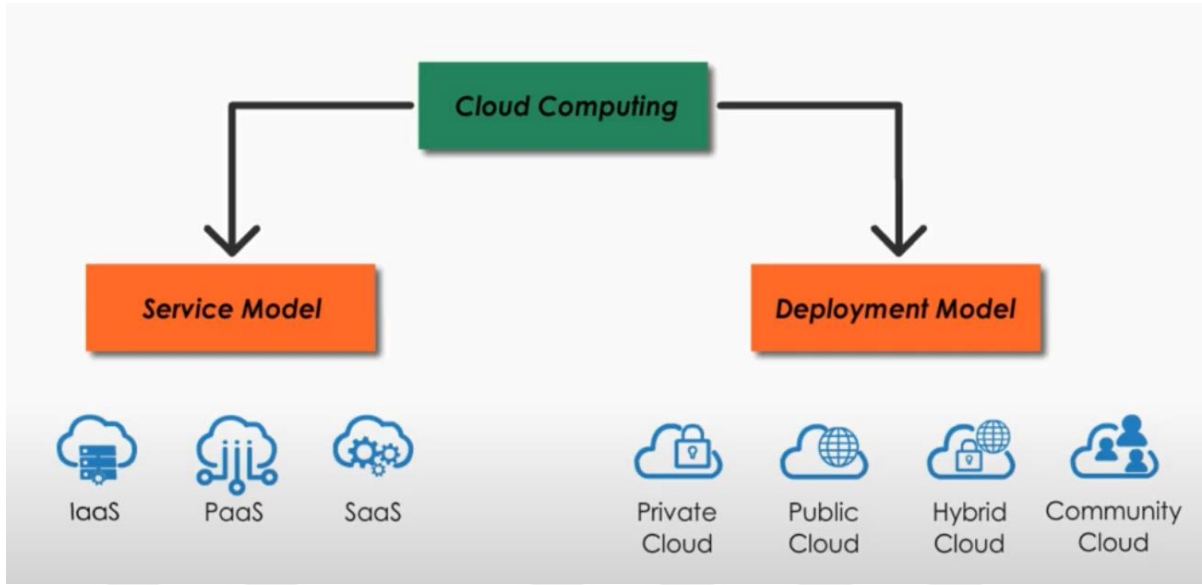 Cloud Computing
Service Model
Deployment Model
IaaS
PaaS
SaaS
Private
Cloud
Public
Cloud
Hybrid
Cloud
Community
Cloud